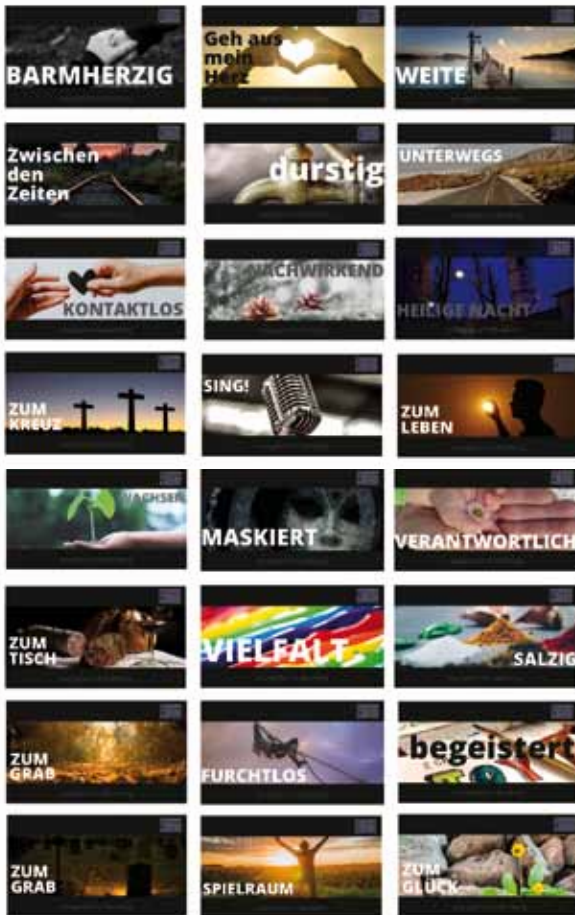 BARMHERZIG
Geh aus
mein
Herz
WEITE
Zwischen
den
Zeiten
durstig
UNTERWEGS
KONTAKTLOS
NACHWIRKEND
HEILIGE NACHT
ZUM
KREUZ
SING!
ZUM
LEBEN
WACHSEN
MASKIERT
VERANTWORTLICH
ZUM
TISCH
VIELFALT
SALZIG
ZUM
GRAB
FURCHTLOS
begeistert
ZUM
GRAB
SPIELRAUM
ZUM
GLÜCK